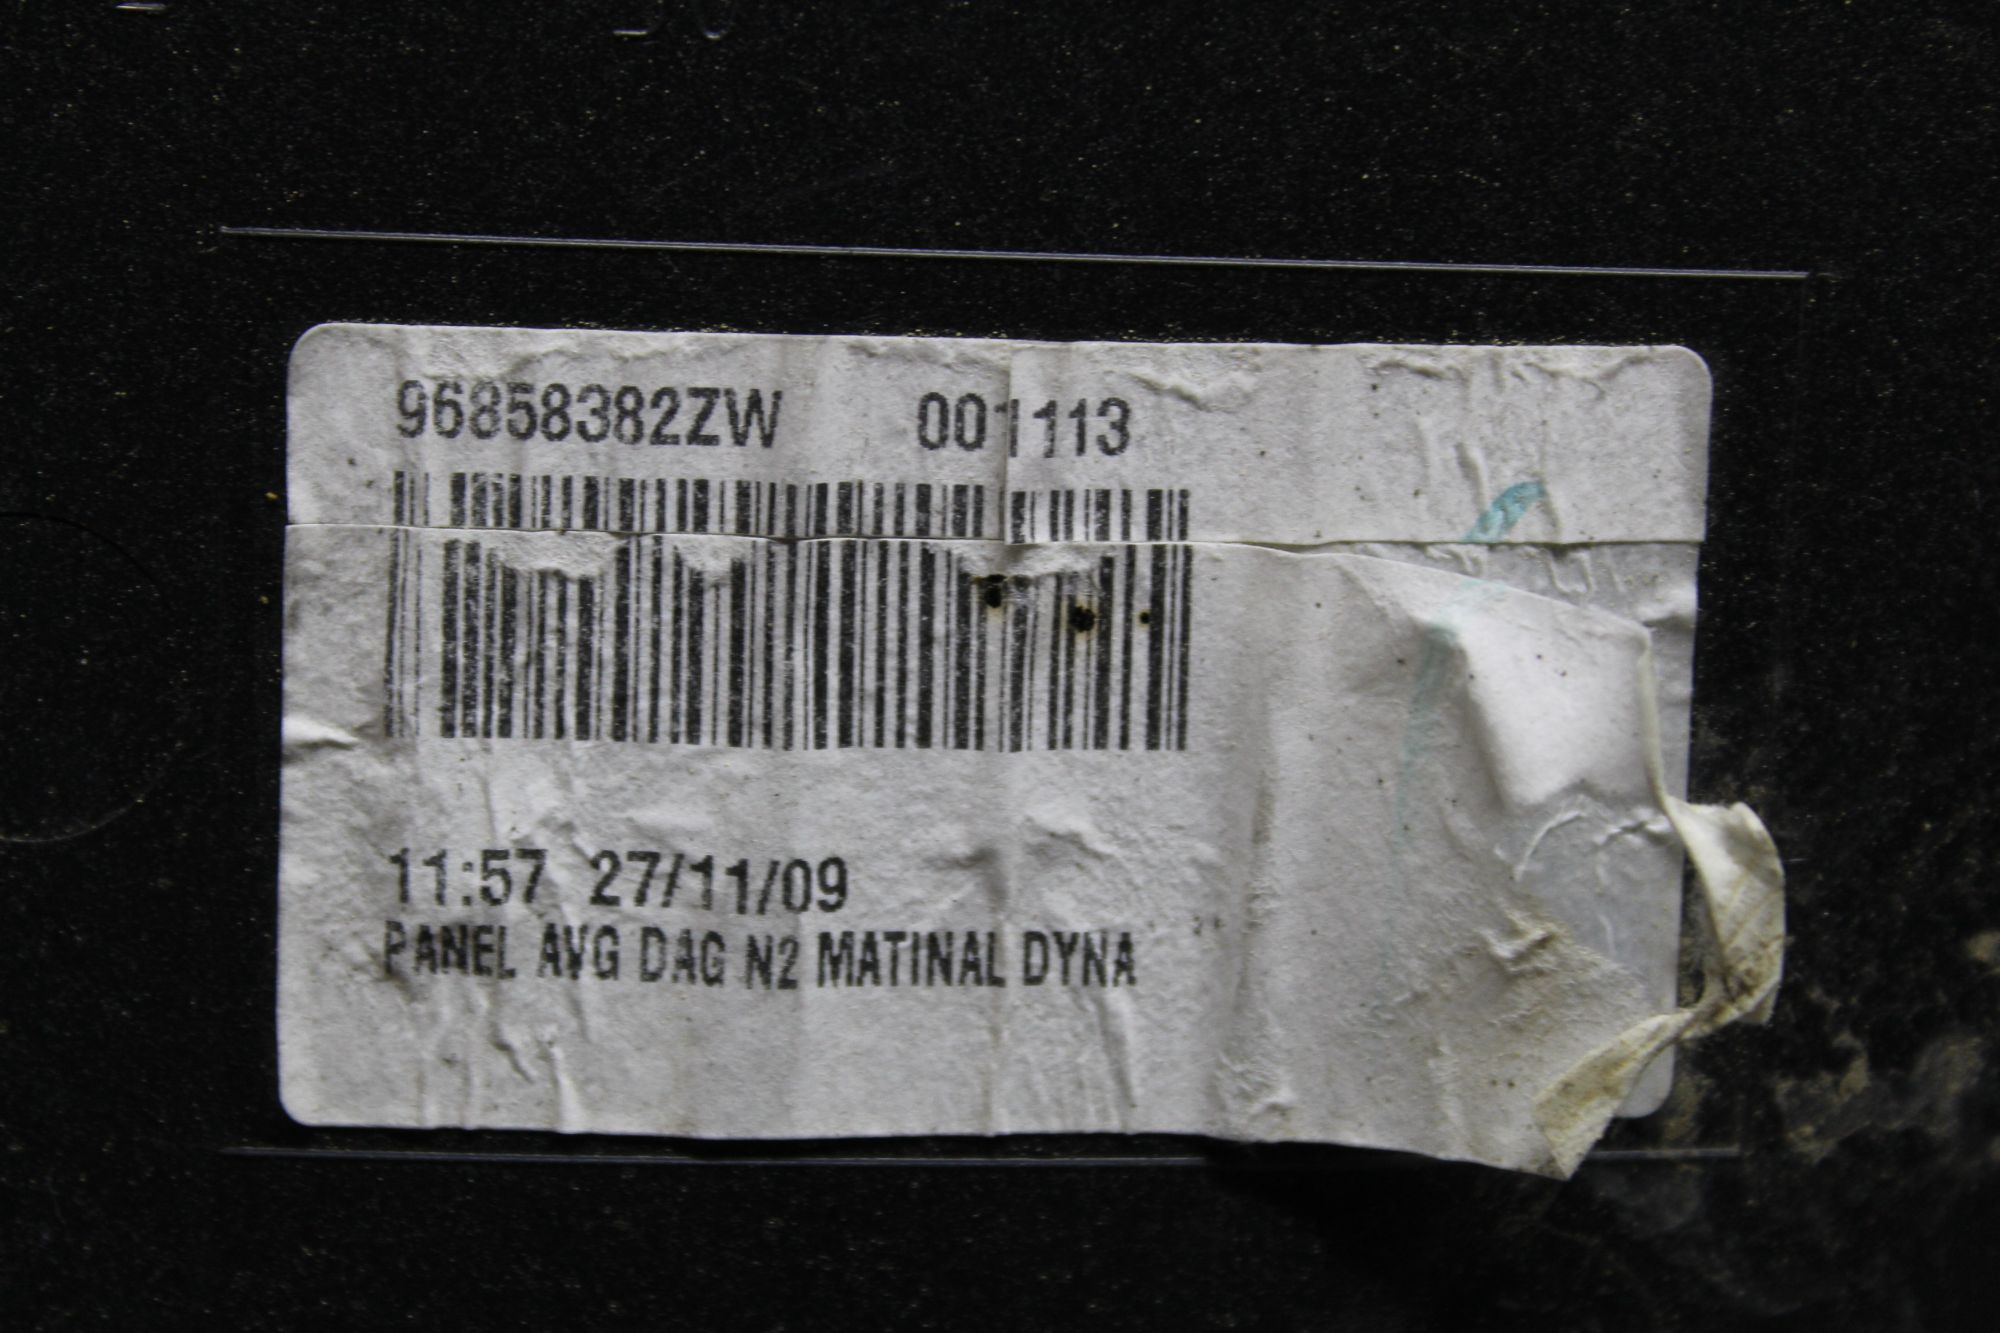 96858382ZW 001113
11:57 27/11/09
PANEL AVG DAG N2 MATINAL DYNA